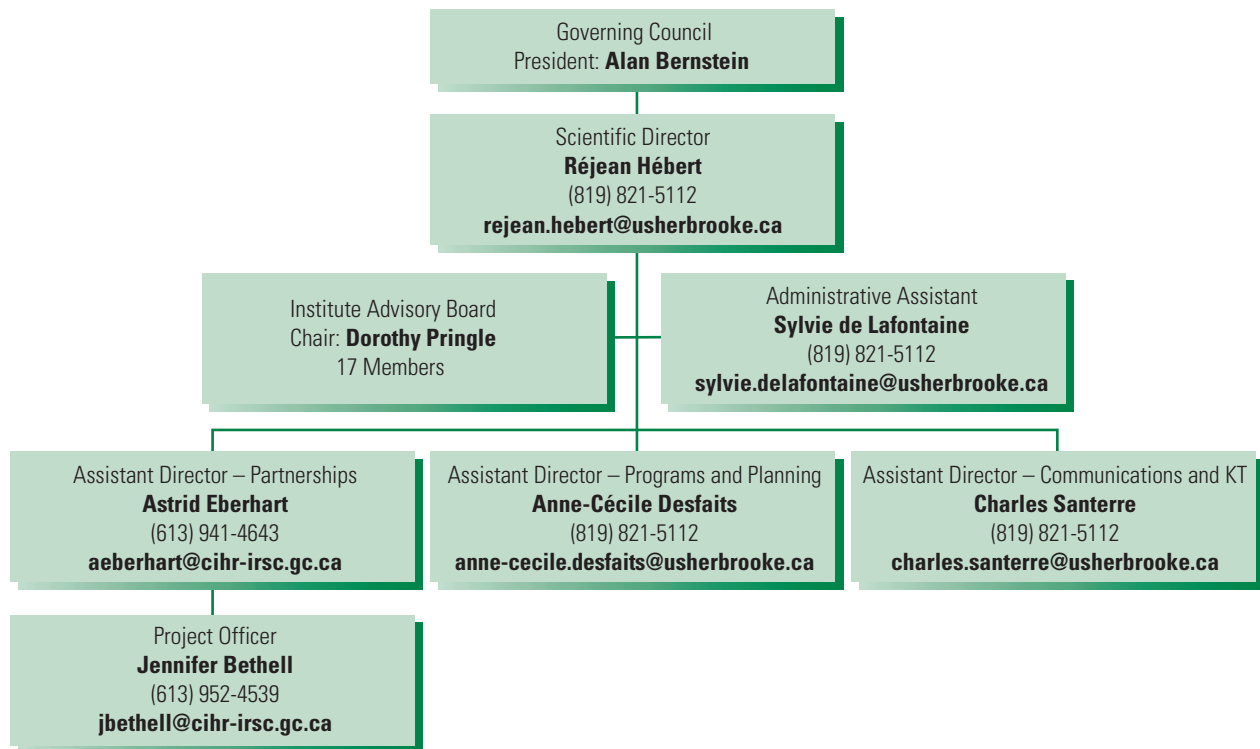 Governing Council
President: Alan Bernstein
Scientific Director
Réjean Hébert
(819) 821-5112
rejean.hebert@usherbrooke.ca
Institute Advisory Board
Chair: Dorothy Pringle
17 Members
Administrative Assistant
Sylvie de Lafontaine
(819) 821-5112
sylvie.delafontaine@usherbrooke.ca
Assistant Director – Partnerships
Astrid Eberhart
(613) 941-4643
aeberhart@cihr-irsc.gc.ca
Assistant Director – Programs and Planning
Anne-Cécile Desfaits
(819) 821-5112
anne-cecile.desfaits@usherbrooke.ca
Assistant Director – Communications and KT
Charles Santerre
(819) 821-5112
charles.santerre@usherbrooke.ca
Project Officer
Jennifer Bethell
(613) 952-4539
jbethell@cihr-irsc.gc.ca